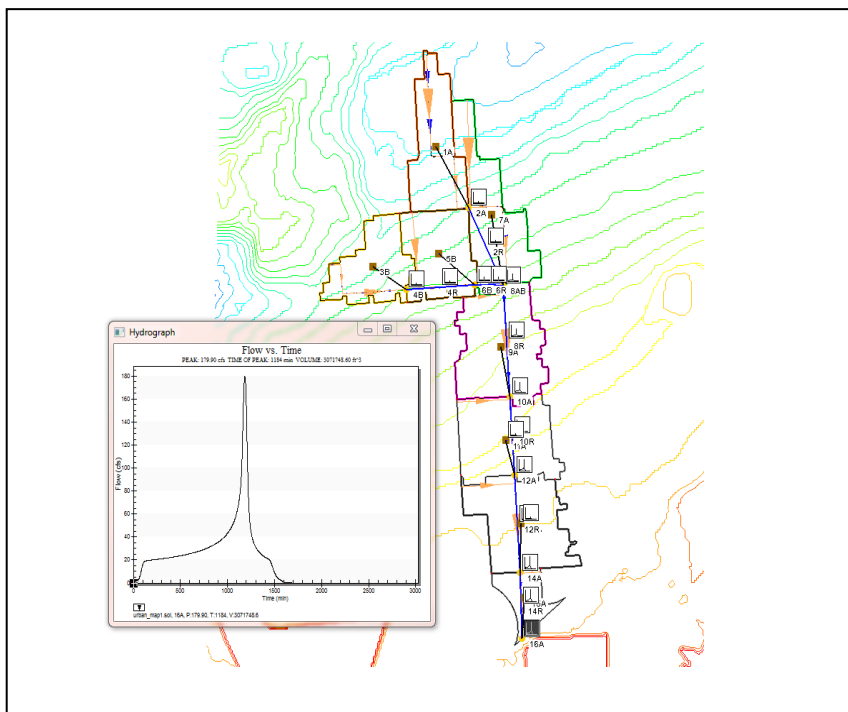 1A
2A
7A
2R
5B
3B
4B
4R
6B
6R
8AB
Hydrograph
Flow vs. Time
PEAK: 179.90 cfs TIME OF PEAK: 1184 min VOLUME: 3071748.60 ft^3
8R
9A
10A
10R
11A
12A
12R
14A
14R
16A
180
160
140
120
100
80
60
40
20
0
Flow (cfs)
0 500 1000 1500 2000 2500 3000
Time (min)
urban_map1.sol, 16A, P:179.90, T:1184, V:3071748.6